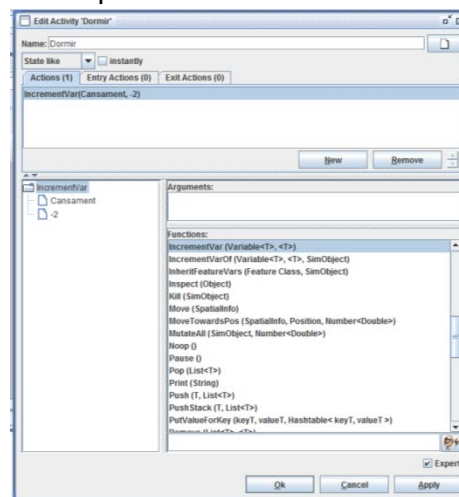 Edit Activity 'Dormir'
Name: Dormir
State like instantly
Actions (1) Entry Actions (0) Exit Actions (0)
IncrementVar(Cansament, -2)
New Remove
IncrementVar
Cansament
-2
Arguments:
Functions:
IncrementVar (Variable<T>, <T>)
IncrementVarOf (Variable<T>, <T>, SimObject)
InheritFeatureVars (Feature Class, SimObject)
Inspect (Object)
Kill (SimObject)
Move (SpatialInfo)
MoveTowardsPos (SpatialInfo, Position, Number<Double>)
MutateAll (SimObject, Number<Double>)
Noop ()
Pause ()
Pop (List<T>)
Print (String)
Push (T, List<T>)
PushStack (T, List<T>)
PutValueForKey (keyT, valueT, Hashtable< keyT, valueT >)
Expert
Ok Cancel Apply